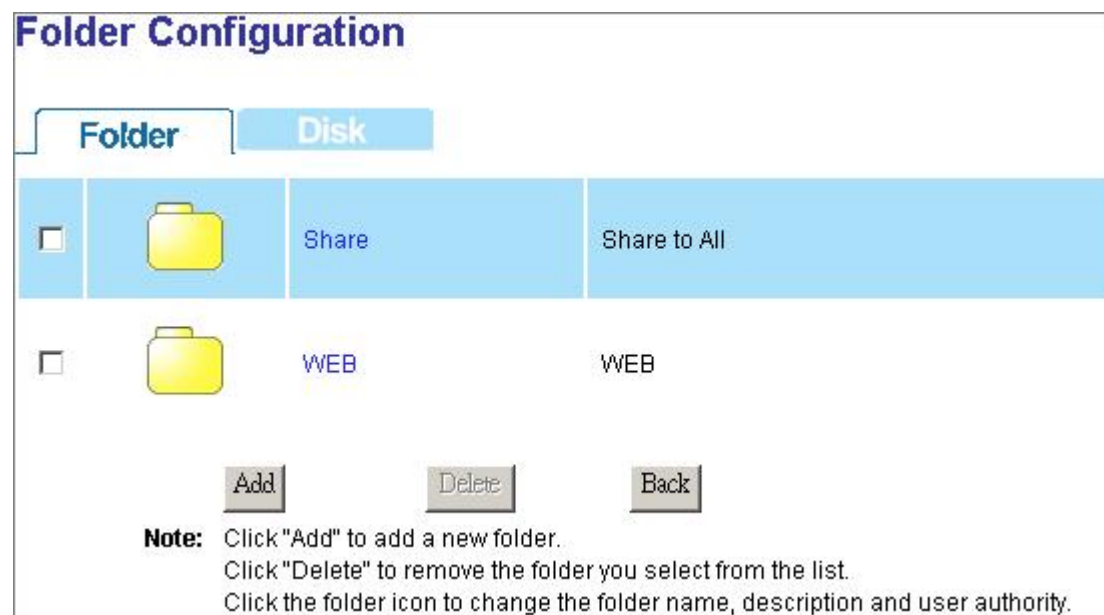 Folder Configuration
Folder Disk
Share Share to All
WEB WEB
Add Delete Back
Note: Click "Add" to add a new folder.
Click "Delete" to remove the folder you select from the list.
Click the folder icon to change the folder name, description and user authority.